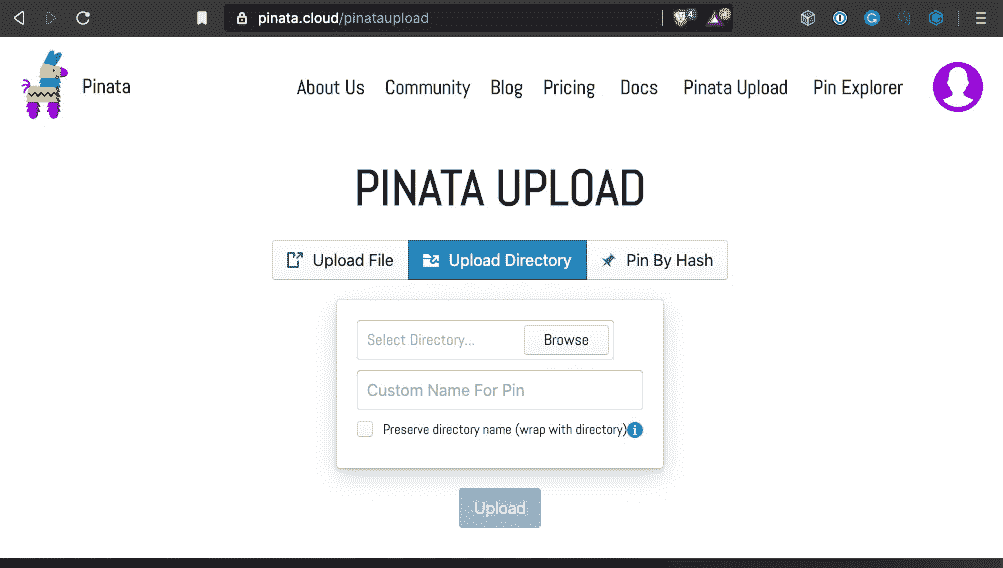 pinata.cloud/pinataupload
Pinata
About Us Community Blog Pricing Docs Pinata Upload Pin Explorer
PINATA UPLOAD
Upload File Upload Directory Pin By Hash
Select Directory... Browse
Custom Name For Pin
Preserve directory name (wrap with directory)
Upload